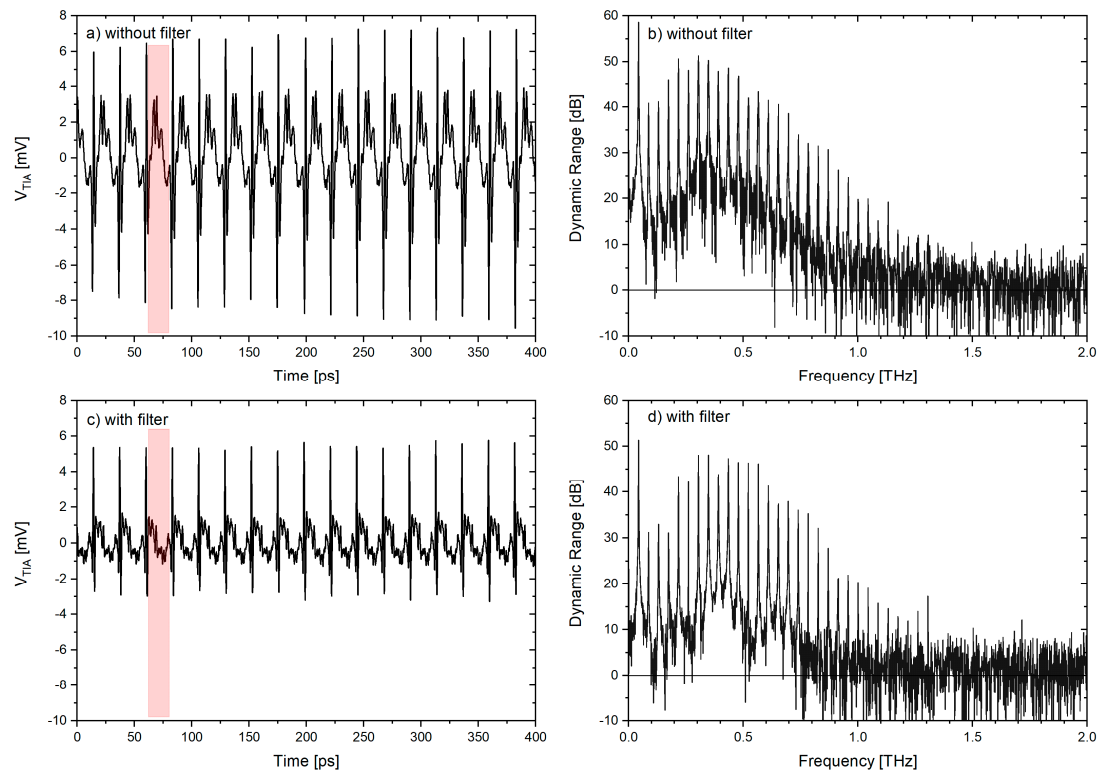 a) without filter
8
6
4
2
0
-2
-4
-6
-8
-10
V_TIA [mV]
0 50 100 150 200 250 300 350 400
Time [ps]
b) without filter
60
50
40
30
20
10
0
-10
Dynamic Range [dB]
0.0 0.5 1.0 1.5 2.0
Frequency [THz]
c) with filter
8
6
4
2
0
-2
-4
-6
-8
-10
V_TIA [mV]
0 50 100 150 200 250 300 350 400
Time [ps]
d) with filter
60
50
40
30
20
10
0
-10
Dynamic Range [dB]
0.0 0.5 1.0 1.5 2.0
Frequency [THz]